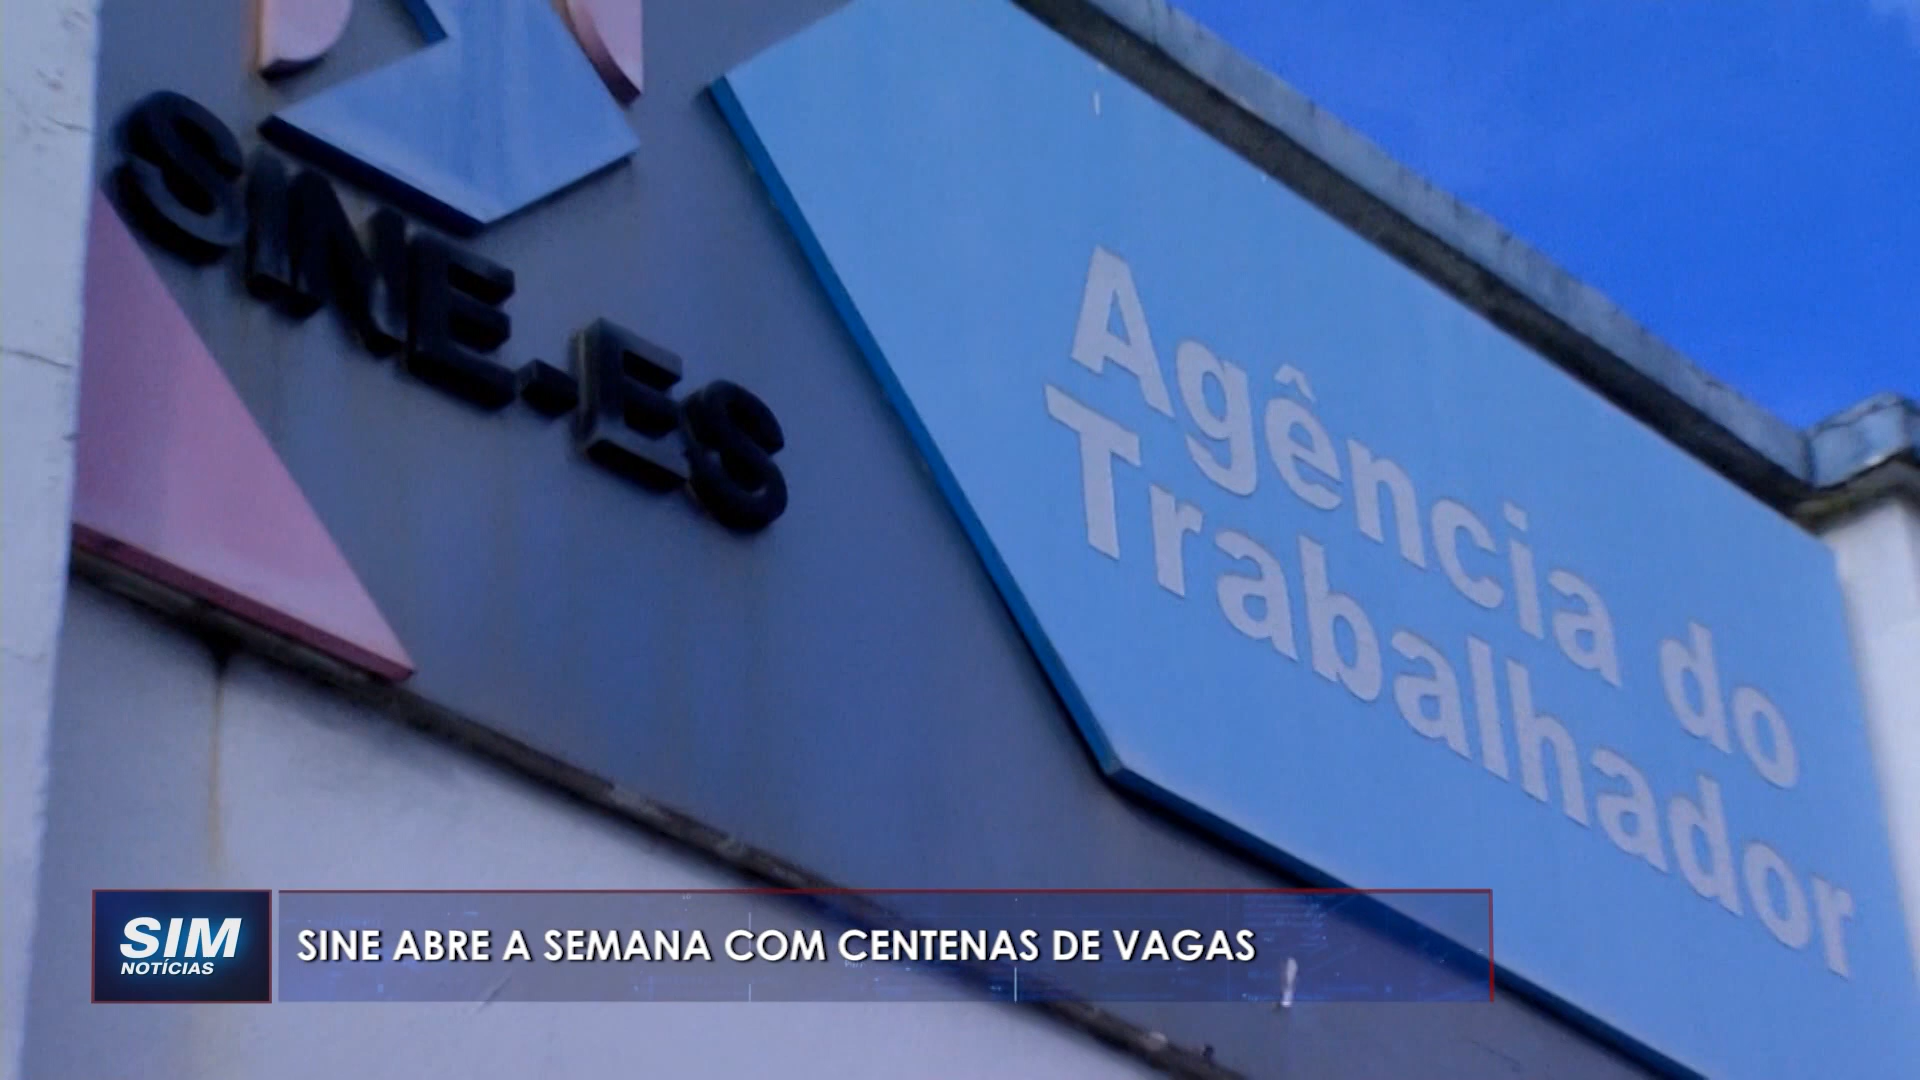 SINE-ES
Agência do
Trabalhador
SIM
NOTÍCIAS
SINE ABRE A SEMANA COM CENTENAS DE VAGAS